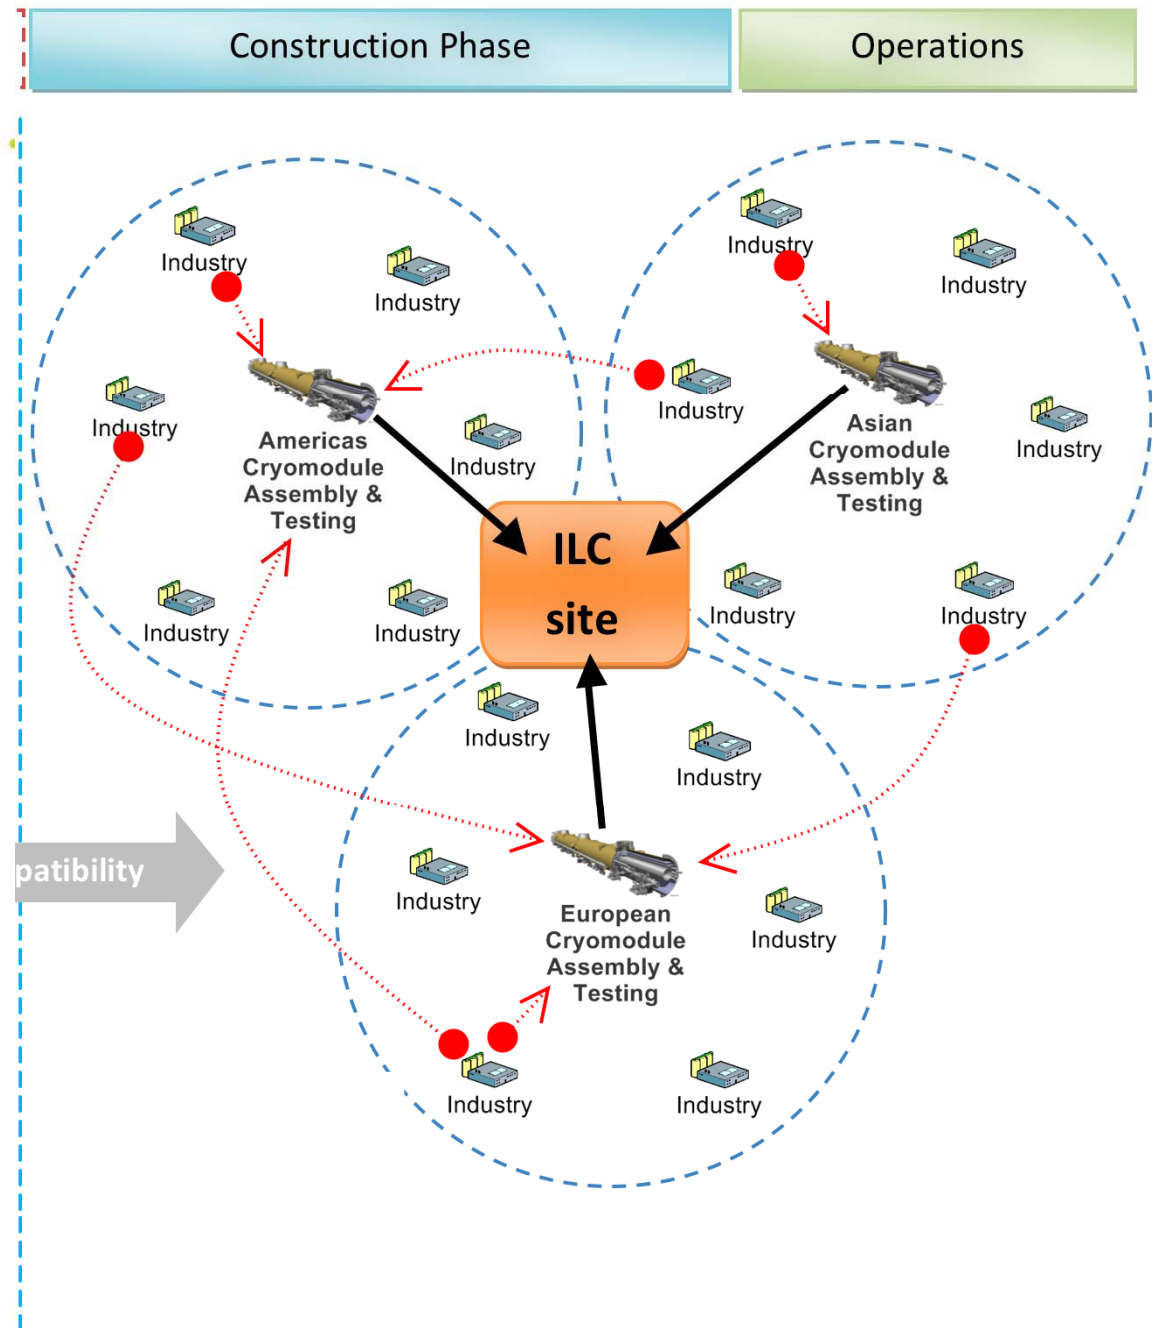 Construction Phase
Operations
Industry
Industry
Industry
Industry
Industry
Industry
Americas
Cryomodule
Assembly &
Testing
Industry
Industry
Industry
Industry
Industry
Industry
Asian
Cryomodule
Assembly &
Testing
ILC
site
Industry
Industry
Industry
Industry
Industry
Industry
European
Cryomodule
Assembly &
Testing
patibility